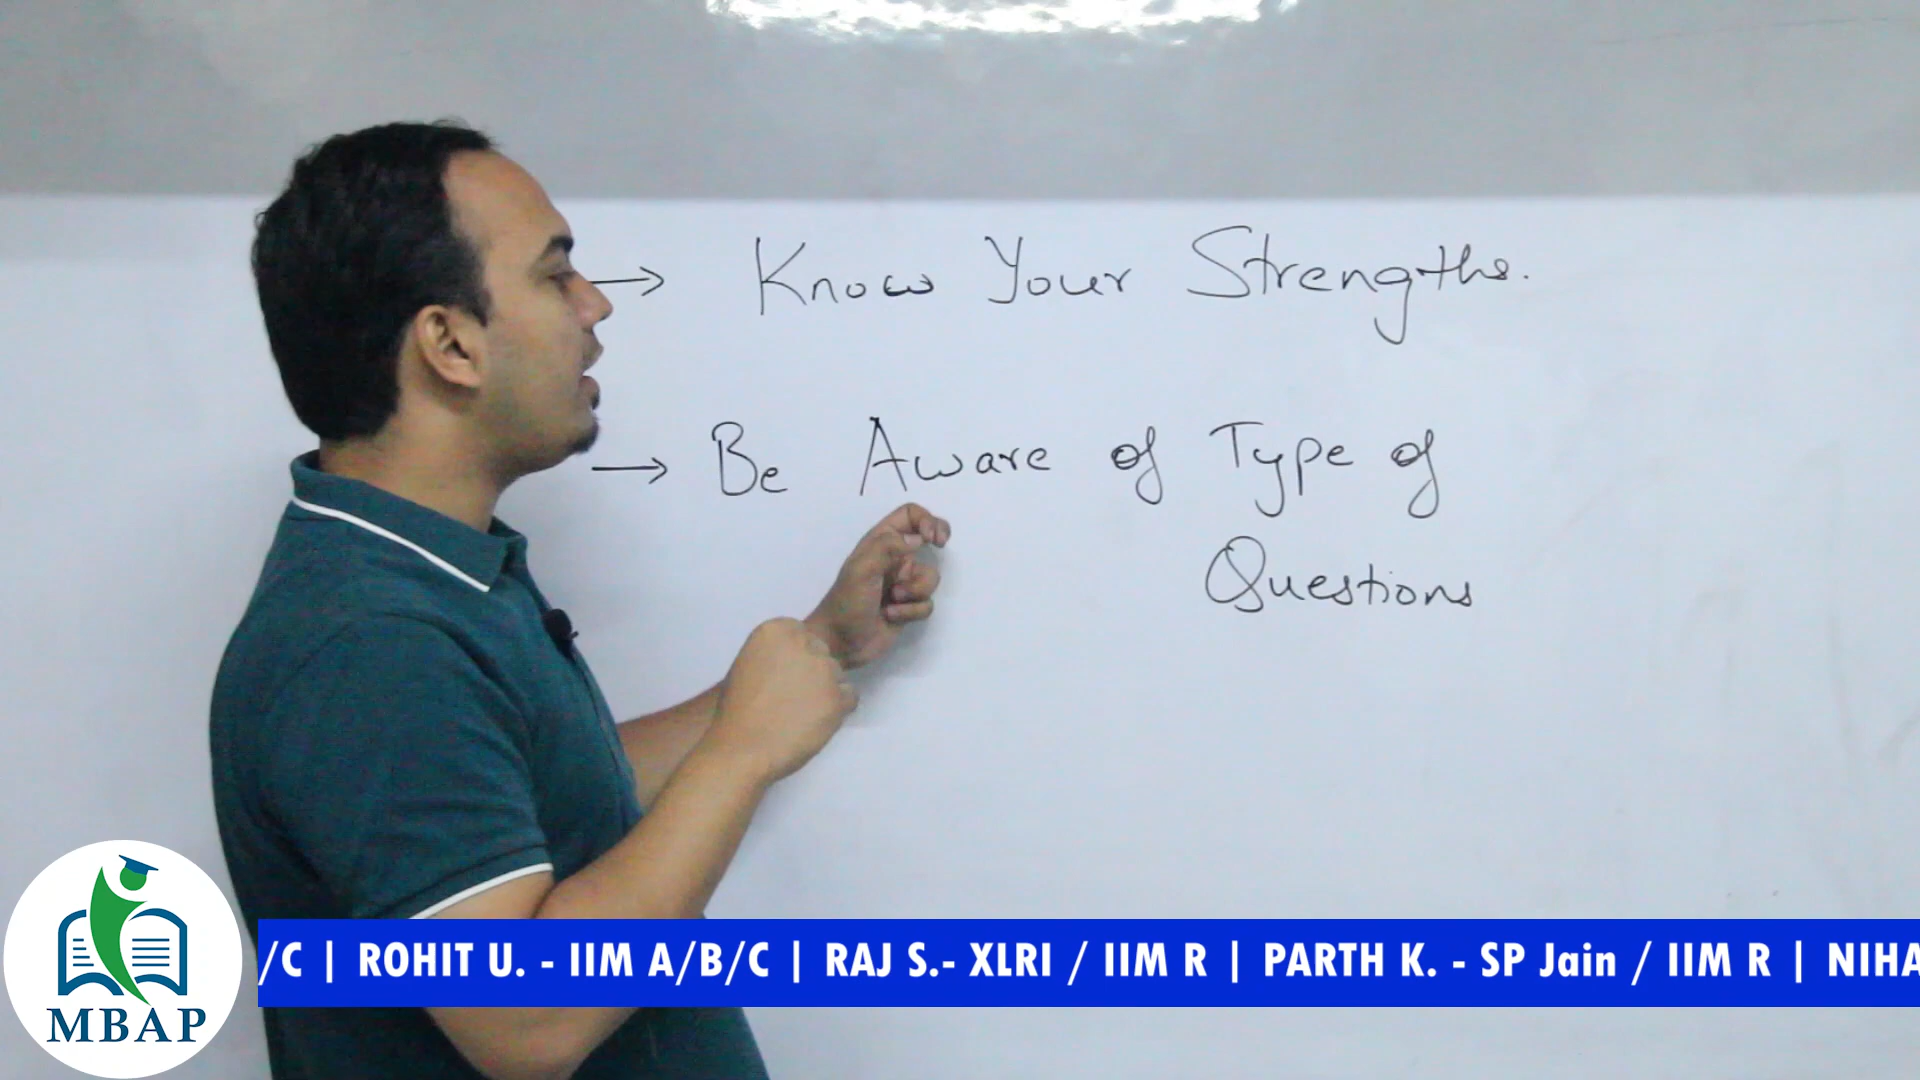 → Know Your Strengths.
→ Be Aware of Type of
Questions
/C | ROHIT U. - IIM A/B/C | RAJ S.- XLRI / IIM R | PARTH K. - SP Jain / IIM R | NIHA
MBAP